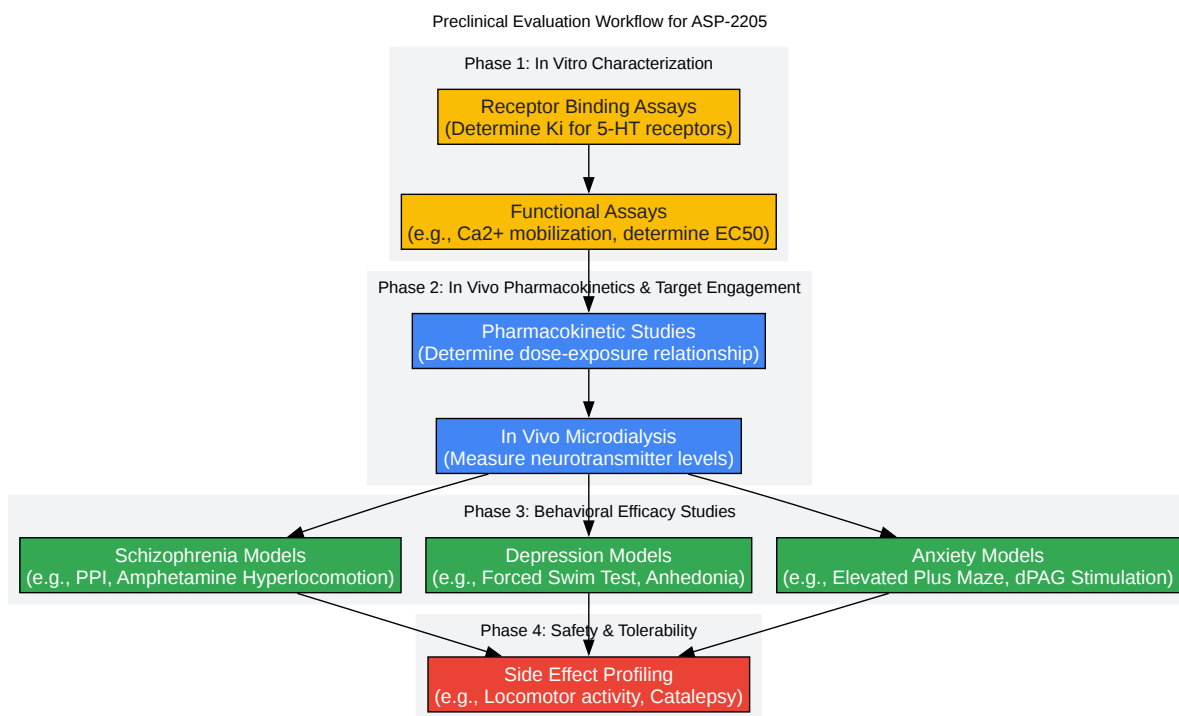 Preclinical Evaluation Workflow for ASP-2205
Phase 1: In Vitro Characterization
Receptor Binding Assays
(Determine Ki for 5-HT receptors)
Functional Assays
(e.g., Ca2+ mobilization, determine EC50)
Phase 2: In Vivo Pharmacokinetics & Target Engagement
Pharmacokinetic Studies
(Determine dose-exposure relationship)
In Vivo Microdialysis
(Measure neurotransmitter levels)
Phase 3: Behavioral Efficacy Studies
Schizophrenia Models
(e.g., PPI, Amphetamine Hyperlocomotion)
Depression Models
(e.g., Forced Swim Test, Anhedonia)
Anxiety Models
(e.g., Elevated Plus Maze, dPAG Stimulation)
Phase 4: Safety & Tolerability
Side Effect Profiling
(e.g., Locomotor activity, Catalepsy)